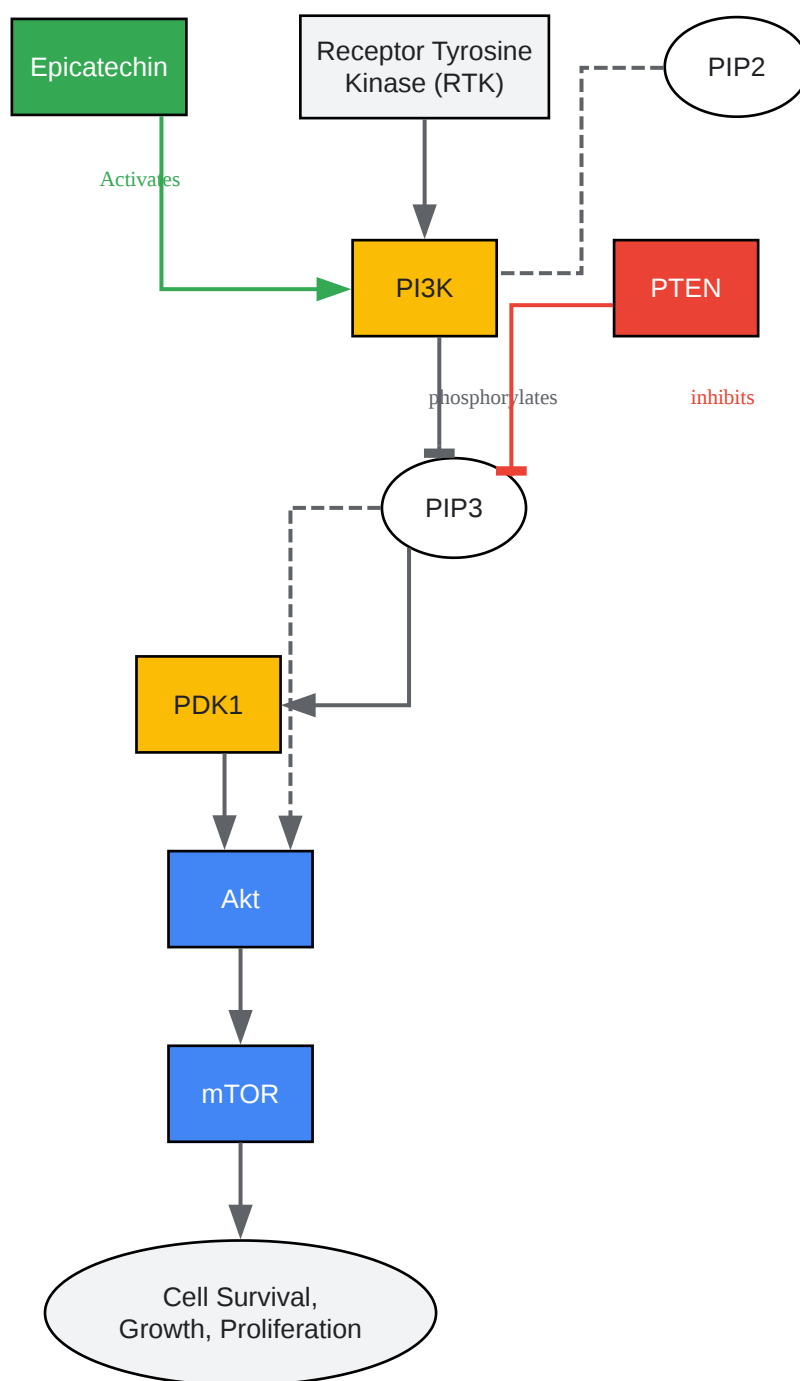 Epicatechin
Receptor Tyrosine
Kinase (RTK)
PIP2
Activates
PI3K
PTEN
phosphorylates
inhibits
PIP3
PDK1
Akt
mTOR
Cell Survival,
Growth, Proliferation